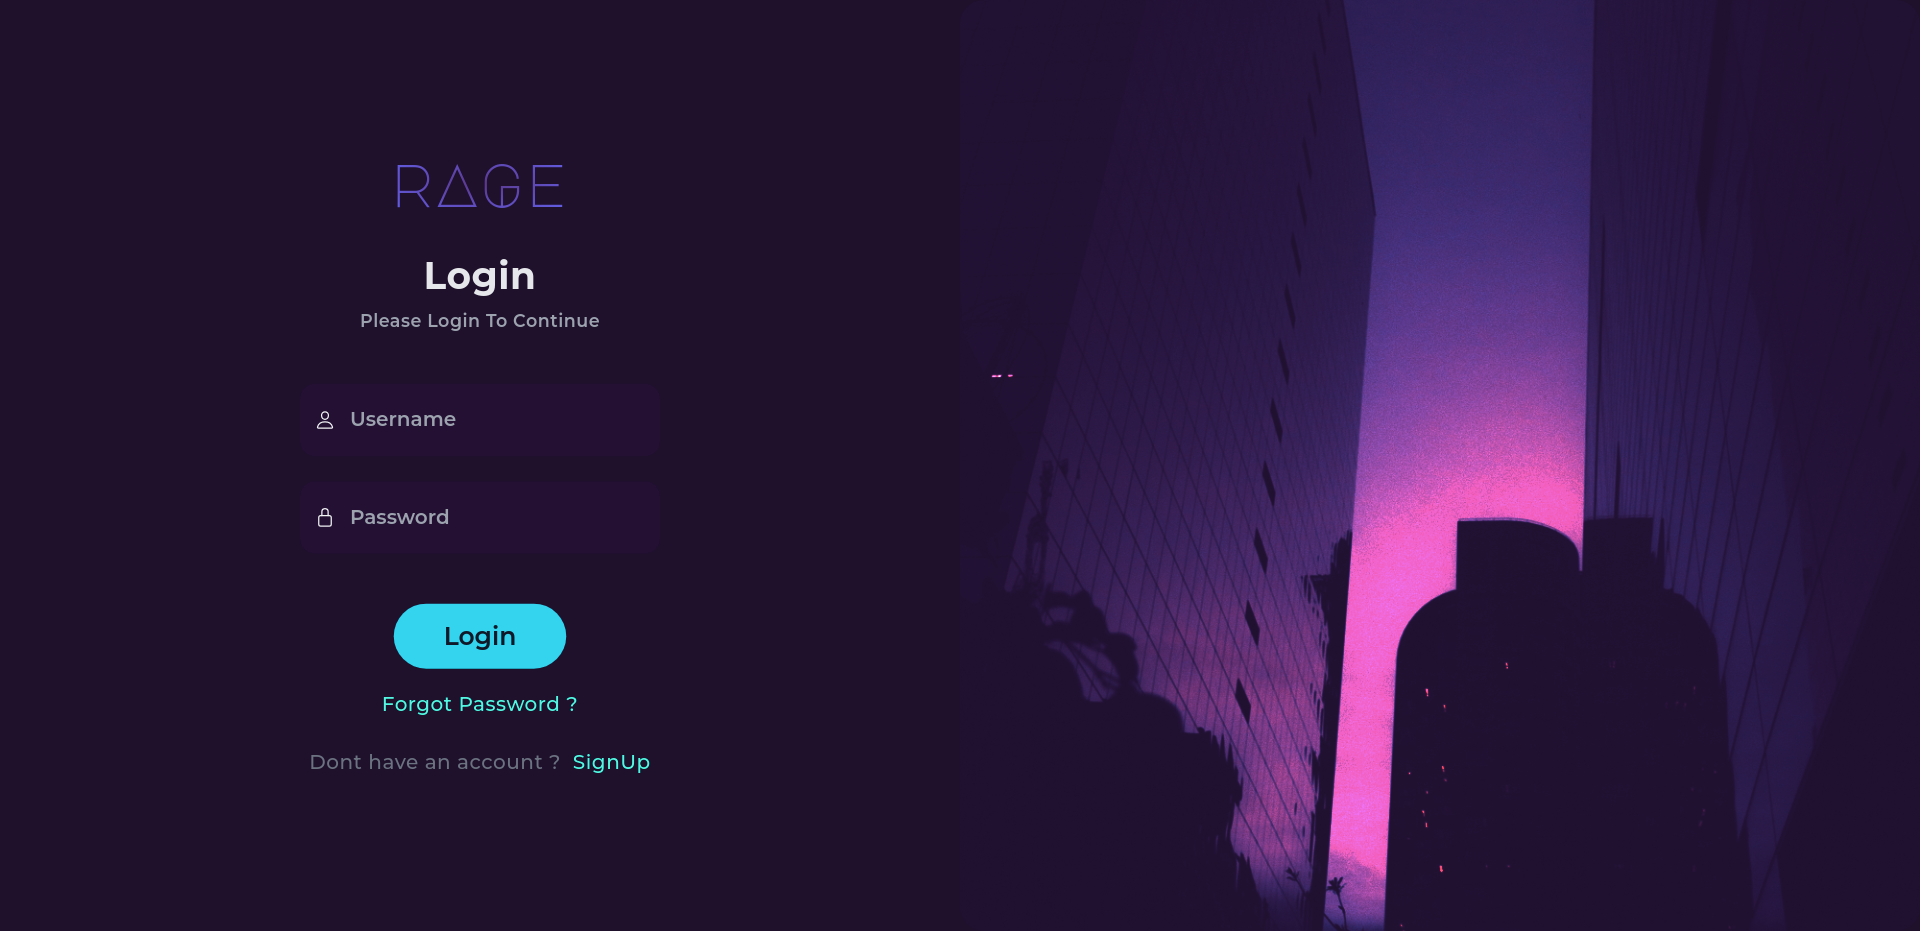 RAGE
Login
Please Login To Continue
Username
Password
Login
Forgot Password ?
Dont have an account ? SignUp